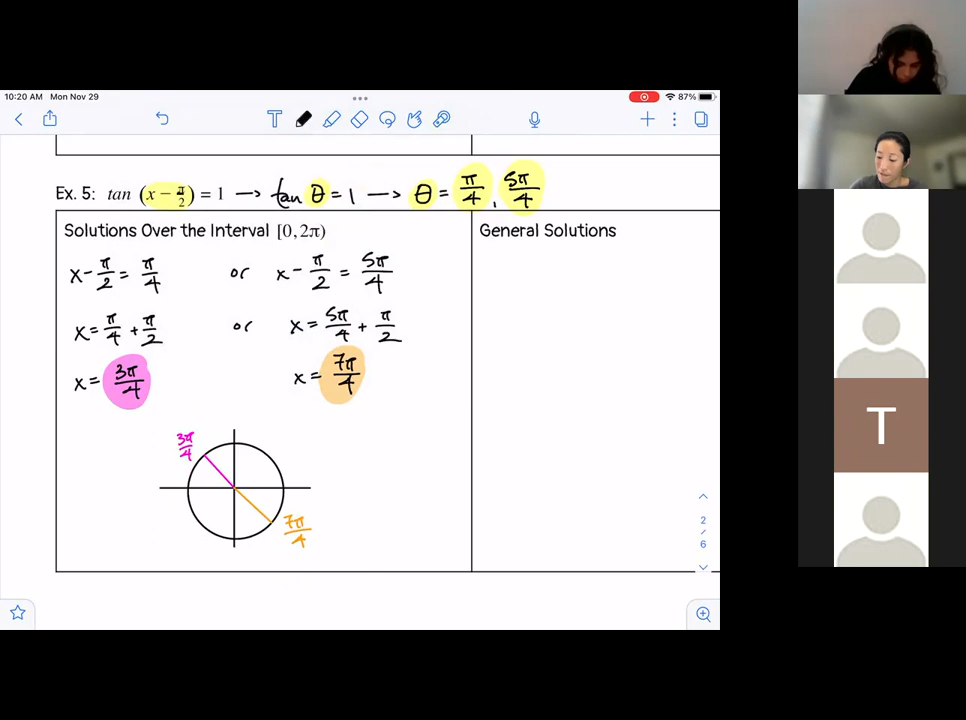 10:20 AM Mon Nov 29
87%
Ex. 5: tan (x − π/2) = 1 → tan θ = 1 → θ = π/4, 5π/4
Solutions Over the Interval [0, 2π)
General Solutions
x − π/2 = π/4 or x − π/2 = 5π/4
x = π/4 + π/2 or x = 5π/4 + π/2
x = 3π/4 x = 7π/4
3π/4
7π/4
2
/
6
T